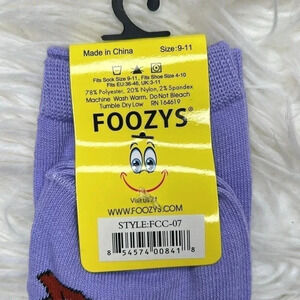 Made in China Size: 9-11
Fits Sock Size 9-11, Fits Shoe Size 4-10
Fits EU:36-46, UK:3-11
78% Polyester, 20% Nylon, 2% Spandex
Machine Wash Warm, Do Not Bleach
Tumble Dry Low RN 164619
FOOZYS
WWW.FOOZYS.COM
STYLE:FCC-07
8 54574 00841 8